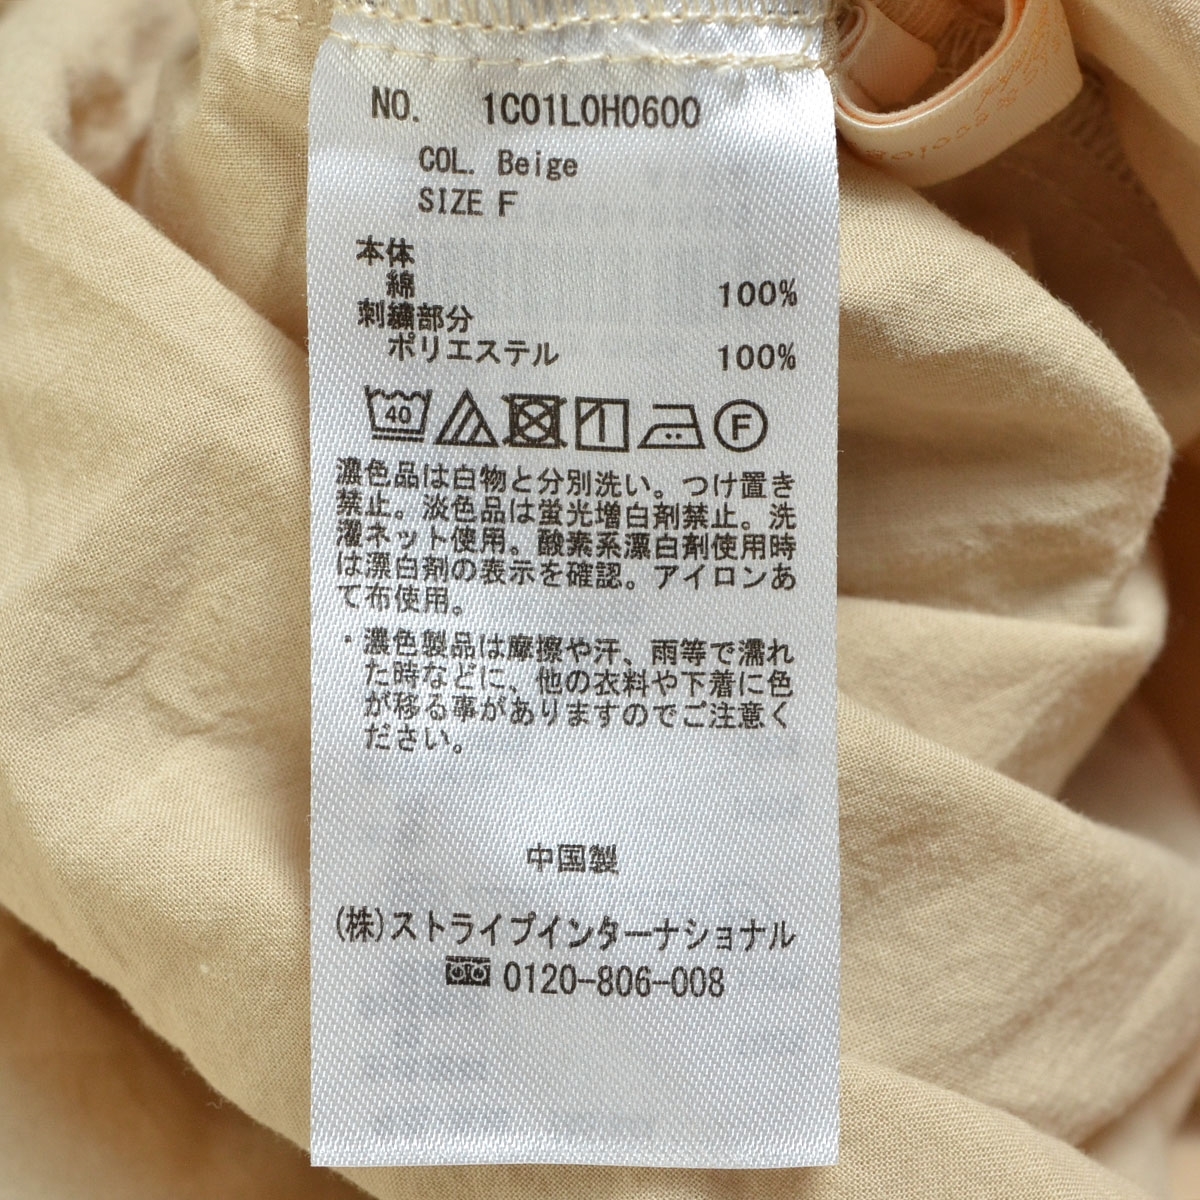 NO. 1C01L0H0600
COL. Beige
SIZE F
本体
綿 100%
刺繍部分
ポリエステル 100%
40
F
濃色品は白物と分別洗い。つけ置き
禁止。淡色品は蛍光増白剤禁止。洗
濯ネット使用。酸素系漂白剤使用時
は漂白剤の表示を確認。アイロンあ
て布使用。
・濃色製品は摩擦や汗、雨等で濡れ
た時などに、他の衣料や下着に色
が移る事がありますのでご注意く
ださい。
中国製
(株)ストライプインターナショナル
0120-806-008